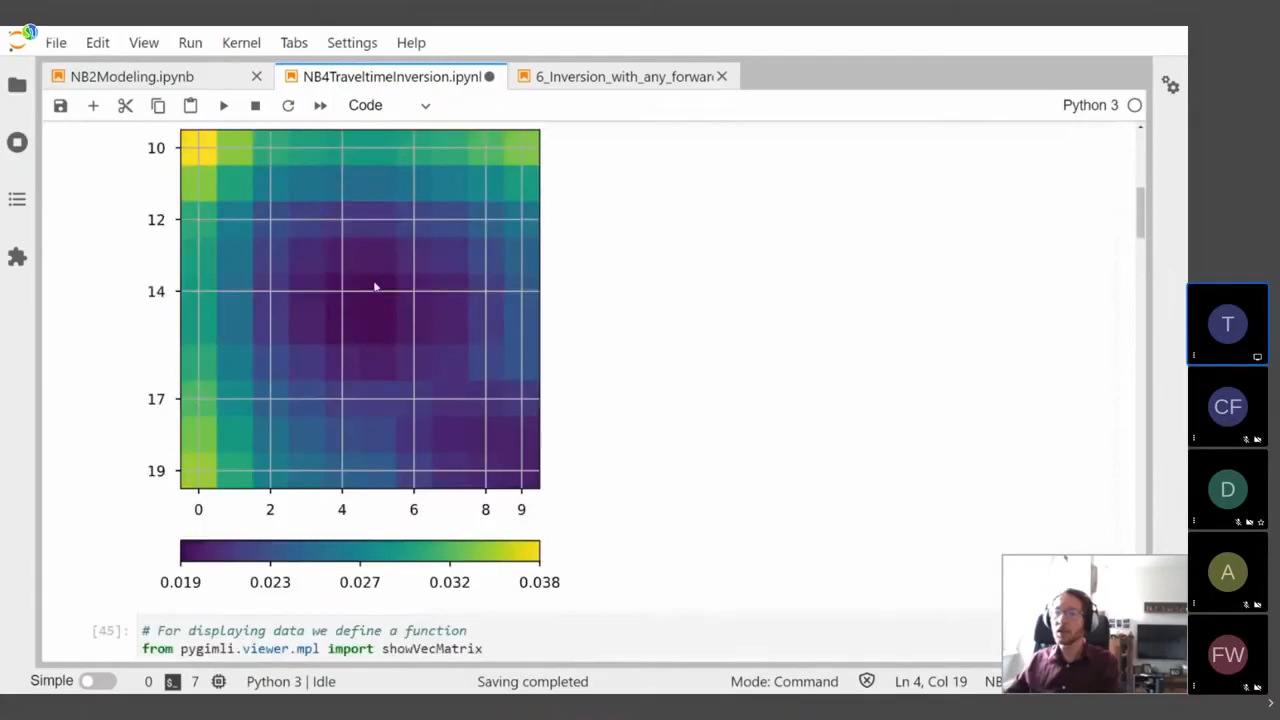 File Edit View Run Kernel Tabs Settings Help
NB2Modeling.ipynb NB4TraveltimeInversion.ipynl 6_Inversion_with_any_forwar
Code Python 3
10
12
14
17
19
0 2 4 6 8 9
0.019 0.023 0.027 0.032 0.038
[45]: # For displaying data we define a function
from pygimli.viewer.mpl import showVecMatrix
Simple 0 7 Python 3 | Idle Saving completed Mode: Command Ln 4, Col 19 NB
T
CF
D
A
FW